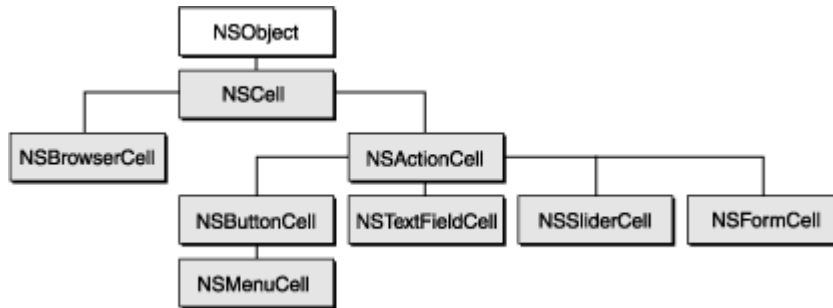 NSObject
NSCell
NSBrowserCell
NSActionCell
NSButtonCell
NSTextFieldCell
NSSliderCell
NSFormCell
NSMenuCell